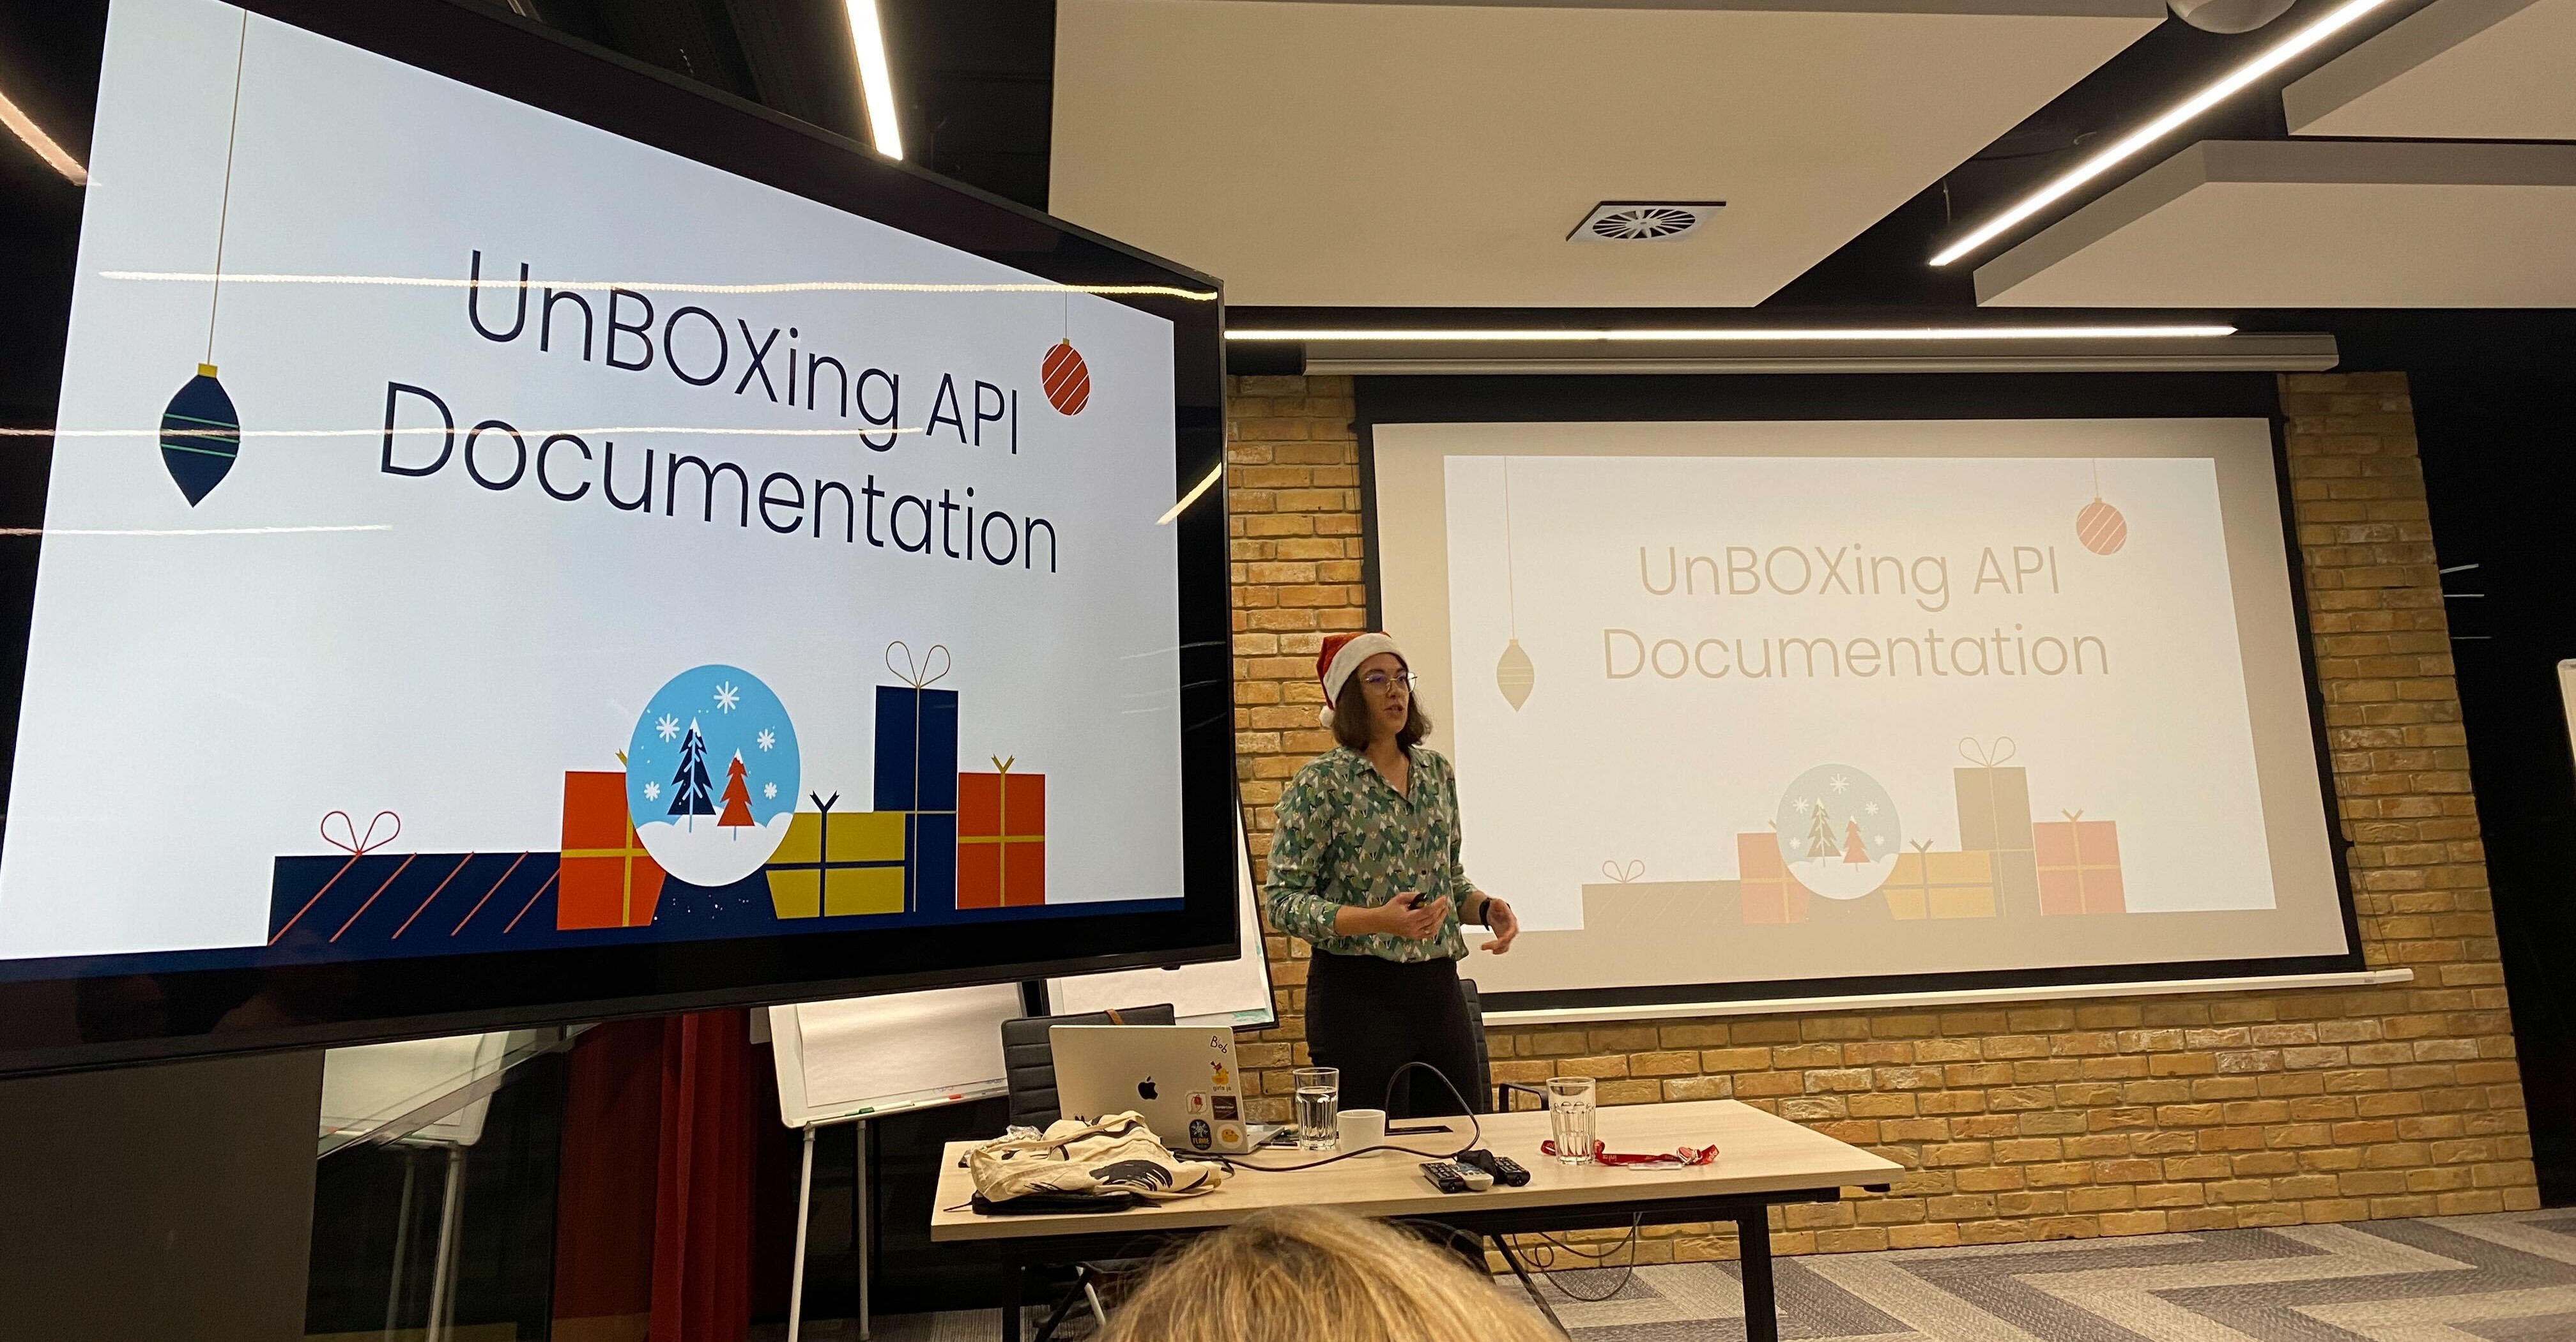 UnBOXing API
Documentation
UnBOXing API
Documentation